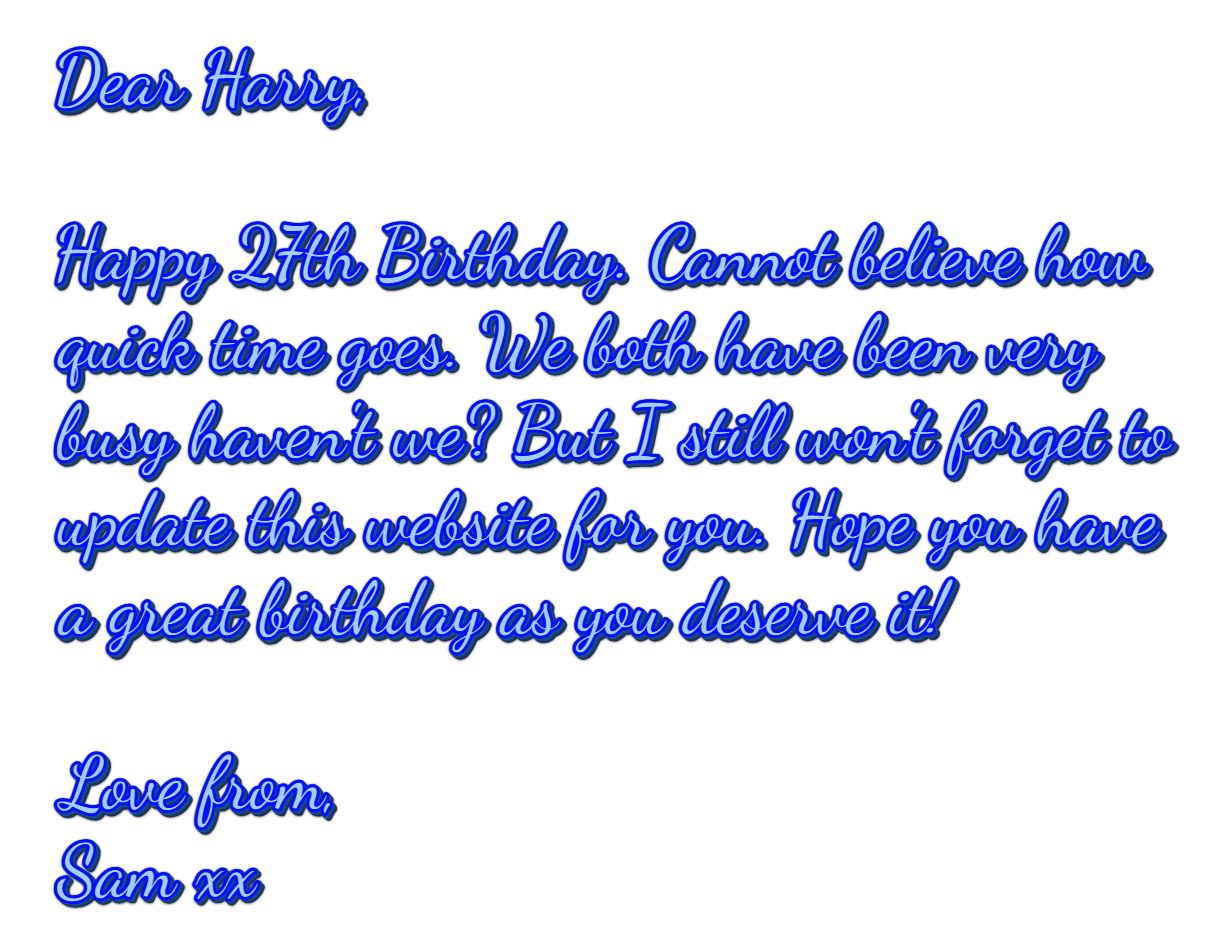 Dear Harry,
Happy 27th Birthday. Cannot believe how
quick time goes. We both have been very
busy haven't we? But I still won't forget to
update this website for you. Hope you have
a great birthday as you deserve it!
Love from,
Sam xx